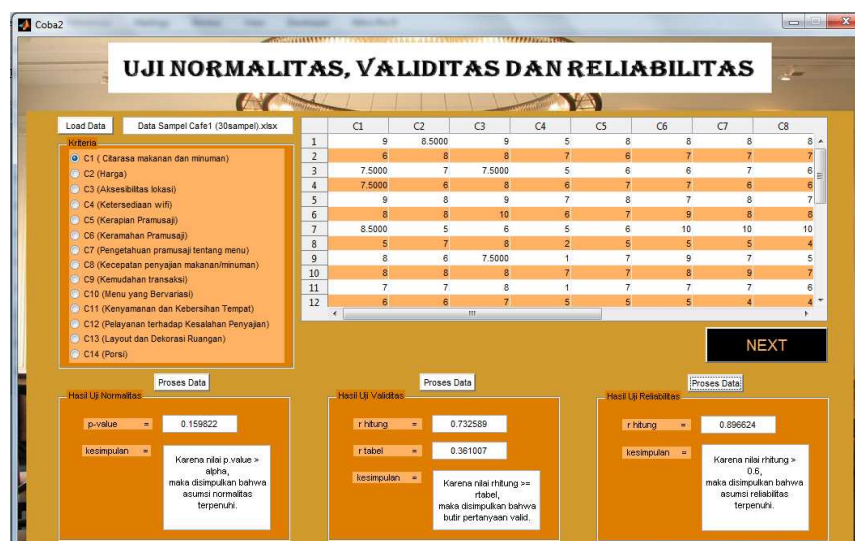 Coba2
UJI NORMALITAS, VALIDITAS DAN RELIABILITAS
Load Data Data Sampel Cafe1 (30sampel).xlsx
Kriteria
C1 ( Citarasa makanan dan minuman)
C2 (Harga)
C3 (Aksesibilitas lokasi)
C4 (Ketersediaan wifi)
C5 (Kerapian Pramusaji)
C6 (Keramahan Pramusaji)
C7 (Pengetahuan pramusaji tentang menu)
C8 (Kecepatan penyajian makanan/minuman)
C9 (Kemudahan transaksi)
C10 (Menu yang Bervariasi)
C11 (Kenyamanan dan Kebersihan Tempat)
C12 (Pelayanan terhadap Kesalahan Penyajian)
C13 (Layout dan Dekorasi Ruangan)
C14 (Porsi)
C1 C2 C3 C4 C5 C6 C7 C8
1 9 8.5000 9 5 8 8 8 8
2 6 8 8 7 6 7 7 7
3 7.5000 7 7.5000 5 6 6 7 6
4 7.5000 6 8 6 7 7 6 6
5 9 8 9 7 8 7 8 7
6 8 8 10 6 7 9 8 8
7 8.5000 5 6 5 6 10 10 10
8 5 7 8 2 5 5 5 4
9 8 6 7.5000 1 7 9 7 5
10 8 8 8 7 7 8 9 7
11 7 7 8 1 7 7 7 6
12 6 6 7 5 5 5 4 4
NEXT
Proses Data
Hasil Uji Normalitas
p-value = 0.159822
kesimpulan =
Karena nilai p.value >
alpha,
maka disimpulkan bahwa
asumsi normalitas
terpenuhi.
Proses Data
Hasil Uji Validitas
r hitung = 0.732589
r tabel = 0.361007
kesimpulan =
Karena nilai rhitung >=
rtabel,
maka disimpulkan bahwa
butir pertanyaan valid.
Proses Data
Hasil Uji Reliabilitas
r hitung = 0.896624
kesimpulan =
Karena nilai rhitung >
0.6,
maka disimpulkan bahwa
asumsi reliabilitas
terpenuhi.